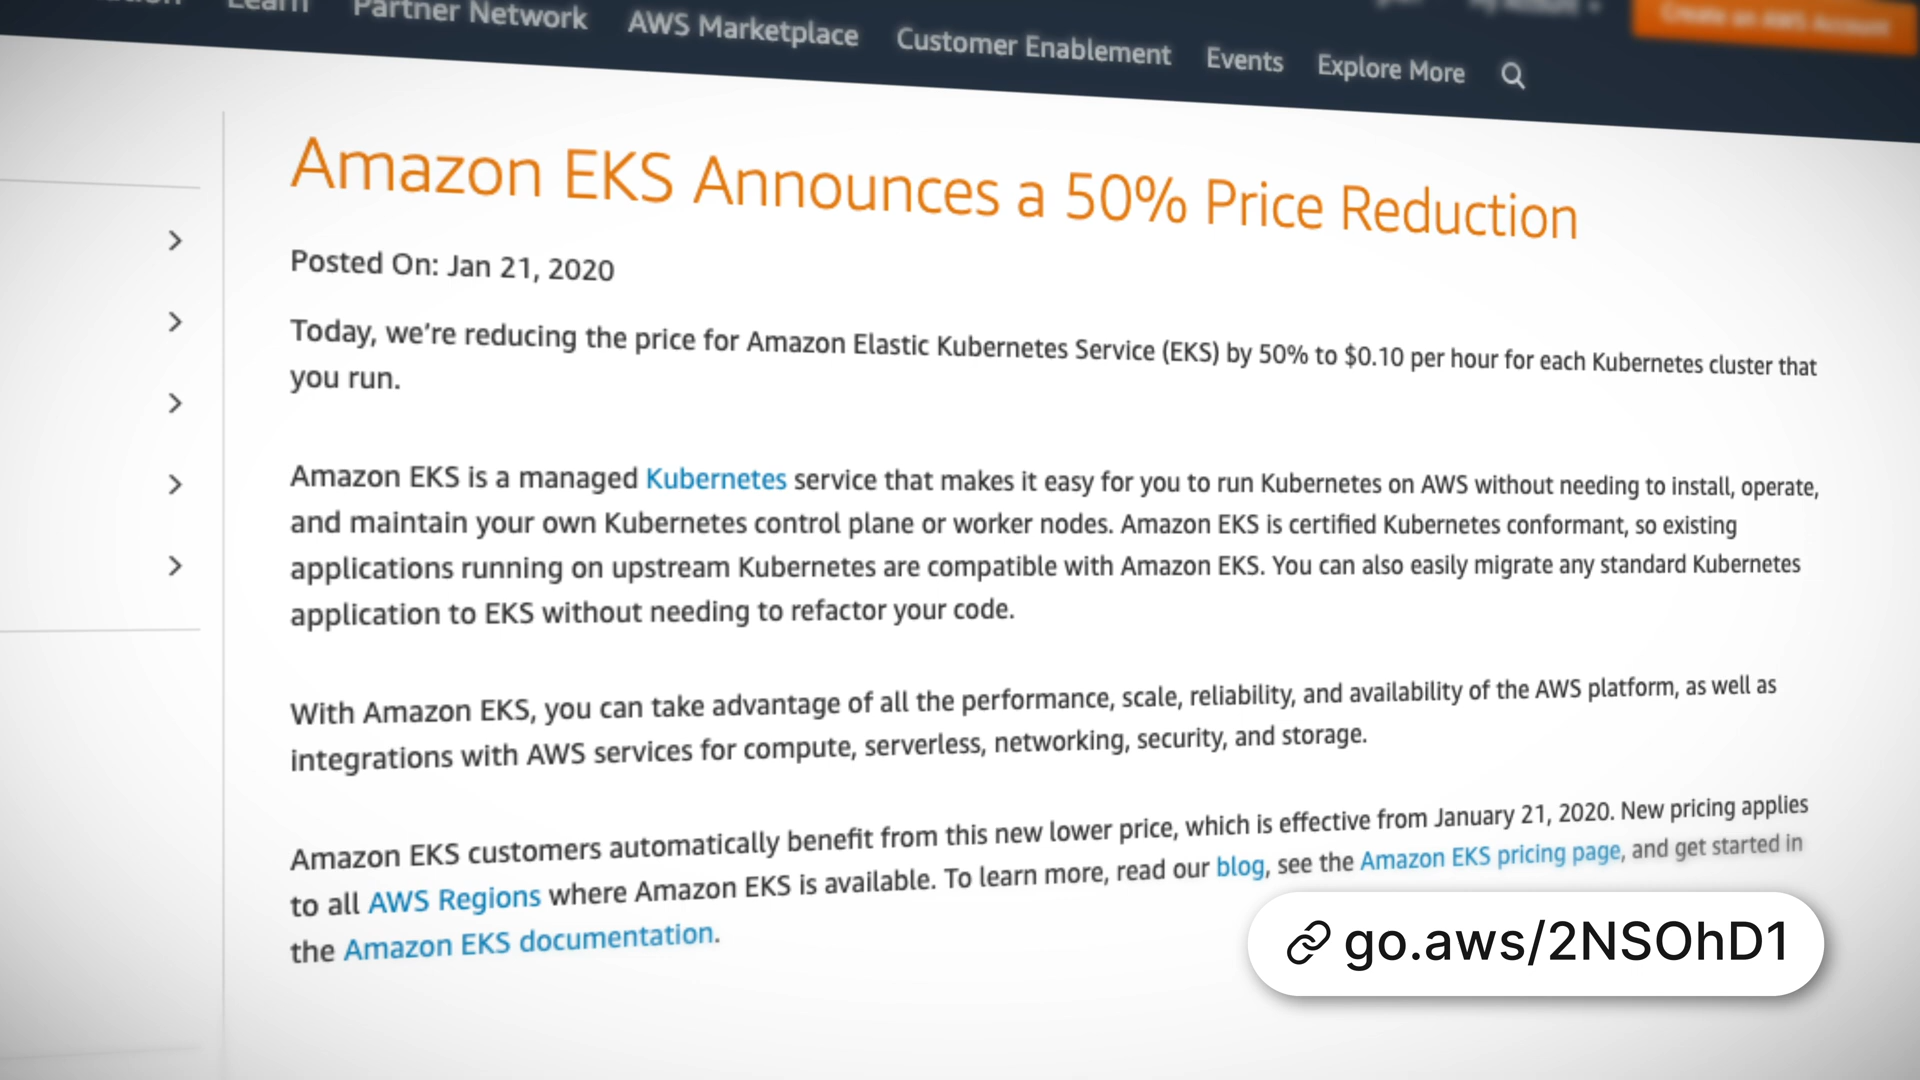 Learn Partner Network AWS Marketplace Customer Enablement Events Explore More
Create an AWS Account
Amazon EKS Announces a 50% Price Reduction
Posted On: Jan 21, 2020
Today, we’re reducing the price for Amazon Elastic Kubernetes Service (EKS) by 50% to $0.10 per hour for each Kubernetes cluster that
you run.
Amazon EKS is a managed Kubernetes service that makes it easy for you to run Kubernetes on AWS without needing to install, operate,
and maintain your own Kubernetes control plane or worker nodes. Amazon EKS is certified Kubernetes conformant, so existing
applications running on upstream Kubernetes are compatible with Amazon EKS. You can also easily migrate any standard Kubernetes
application to EKS without needing to refactor your code.
With Amazon EKS, you can take advantage of all the performance, scale, reliability, and availability of the AWS platform, as well as
integrations with AWS services for compute, serverless, networking, security, and storage.
Amazon EKS customers automatically benefit from this new lower price, which is effective from January 21, 2020. New pricing applies
to all AWS Regions where Amazon EKS is available. To learn more, read our blog, see the Amazon EKS pricing page, and get started in
the Amazon EKS documentation.
go.aws/2NSOhD1